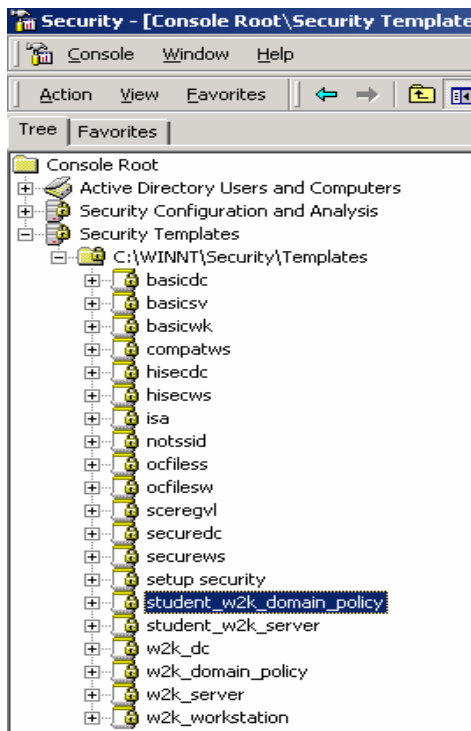 Security - [Console Root\Security Template
Console Window Help
Action View Favorites
Tree Favorites
Console Root
Active Directory Users and Computers
Security Configuration and Analysis
Security Templates
C:\WINNT\Security\Templates
basicdc
basicsv
basicwk
compatws
hisecdc
hisecws
isa
notssid
ocfiless
ocfilesw
sceregvl
securedc
securews
setup security
student_w2k_domain_policy
student_w2k_server
w2k_dc
w2k_domain_policy
w2k_server
w2k_workstation